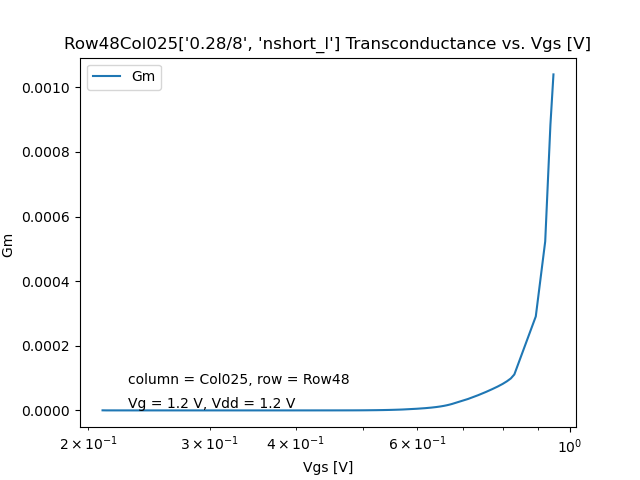 Row48Col025['0.28/8', 'nshort_l'] Transconductance vs. Vgs [V]
Gm
0.0010
0.0008
0.0006
0.0004
0.0002
0.0000
Gm
column = Col025, row = Row48
Vg = 1.2 V, Vdd = 1.2 V
2 × 10⁻¹ 3 × 10⁻¹ 4 × 10⁻¹ 6 × 10⁻¹ 10⁰
Vgs [V]